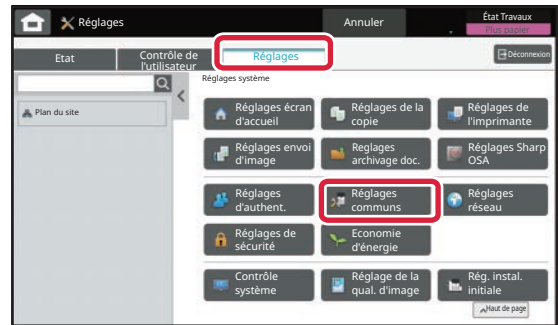 Réglages
Annuler
État Travaux
Plus papier
Etat
Contrôle de
l'utilisateur
Réglages
Déconnexion
Réglages système
Plan du site
Réglages écran
d'accueil
Réglages de la
copie
Réglages de
l'imprimante
Réglages envoi
d'image
Reglages
archivage doc.
Réglages Sharp
OSA
Réglages
d'authent.
Réglages
communs
Réglages
réseau
Réglages de
sécurité
Economie
d'énergie
Contrôle
système
Réglage de la
qual. d'image
Rég. instal.
initiale
Haut de page